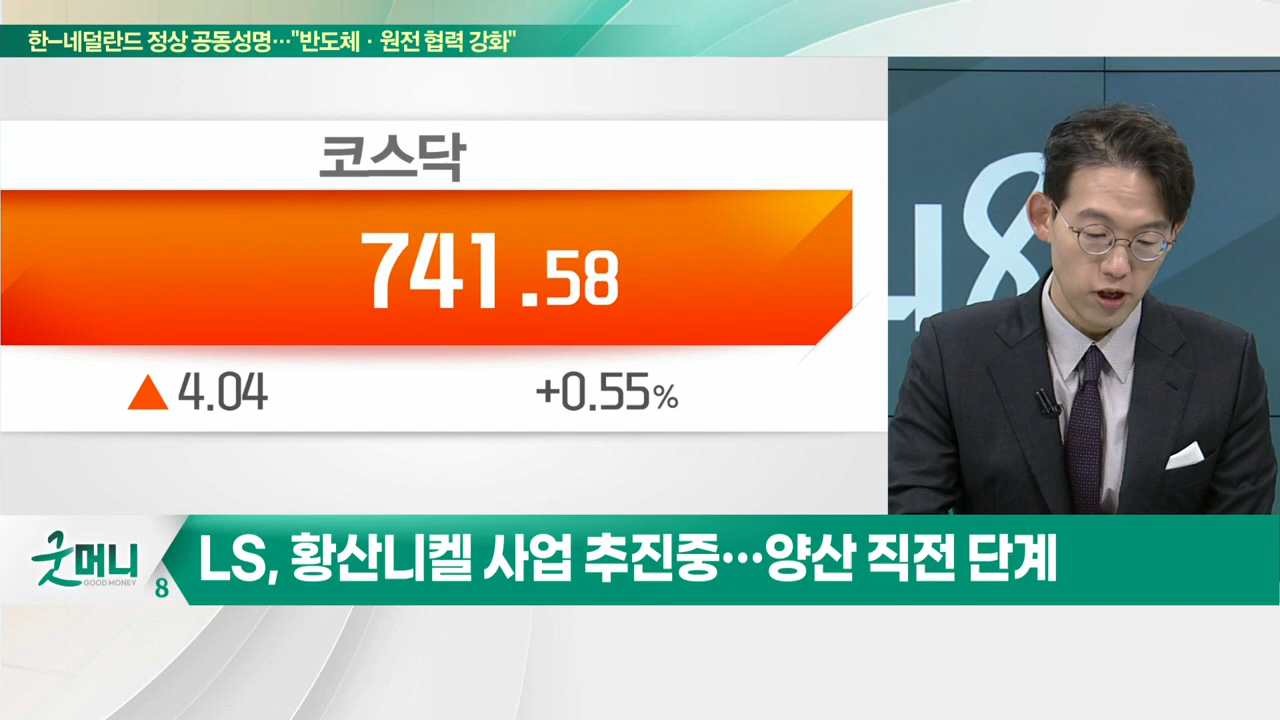 한-네덜란드 정상 공동성명…"반도체 · 원전 협력 강화"
코스닥
741.58
▲4.04 +0.55%
굿머니
GOOD MONEY
8
LS, 황산니켈 사업 추진중…양산 직전 단계